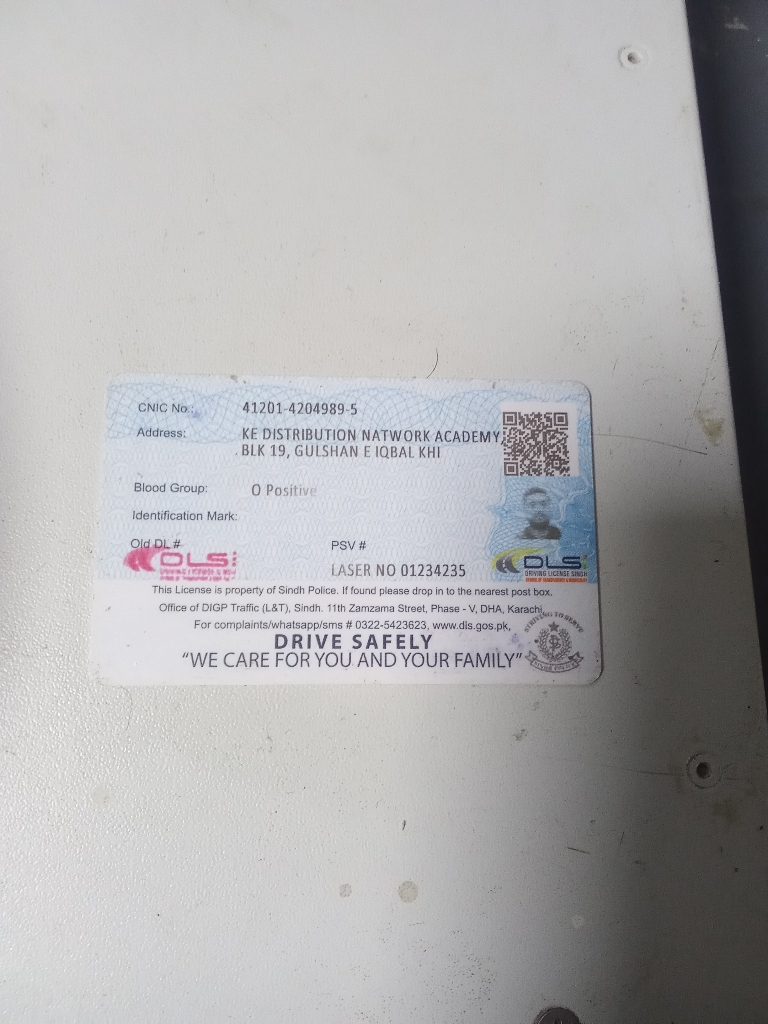 CNIC No.: 41201-4204989-5
Address: KE DISTRIBUTION NATWORK ACADEMY,
BLK 19, GULSHAN E IQBAL KHI
Blood Group: O Positive
Identification Mark:
Old DL # PSV #
DLS DLS
LASER NO 01234235
DRIVING LICENSE SINDH
This License is property of Sindh Police. If found please drop in to the nearest post box.
Office of DIGP Traffic (L&T), Sindh. 11th Zamzama Street, Phase - V, DHA, Karachi.
For complaints/whatsapp/sms # 0322-5423623, www.dls.gos.pk,
DRIVE SAFELY
"WE CARE FOR YOU AND YOUR FAMILY"
STRIVING TO SERVE